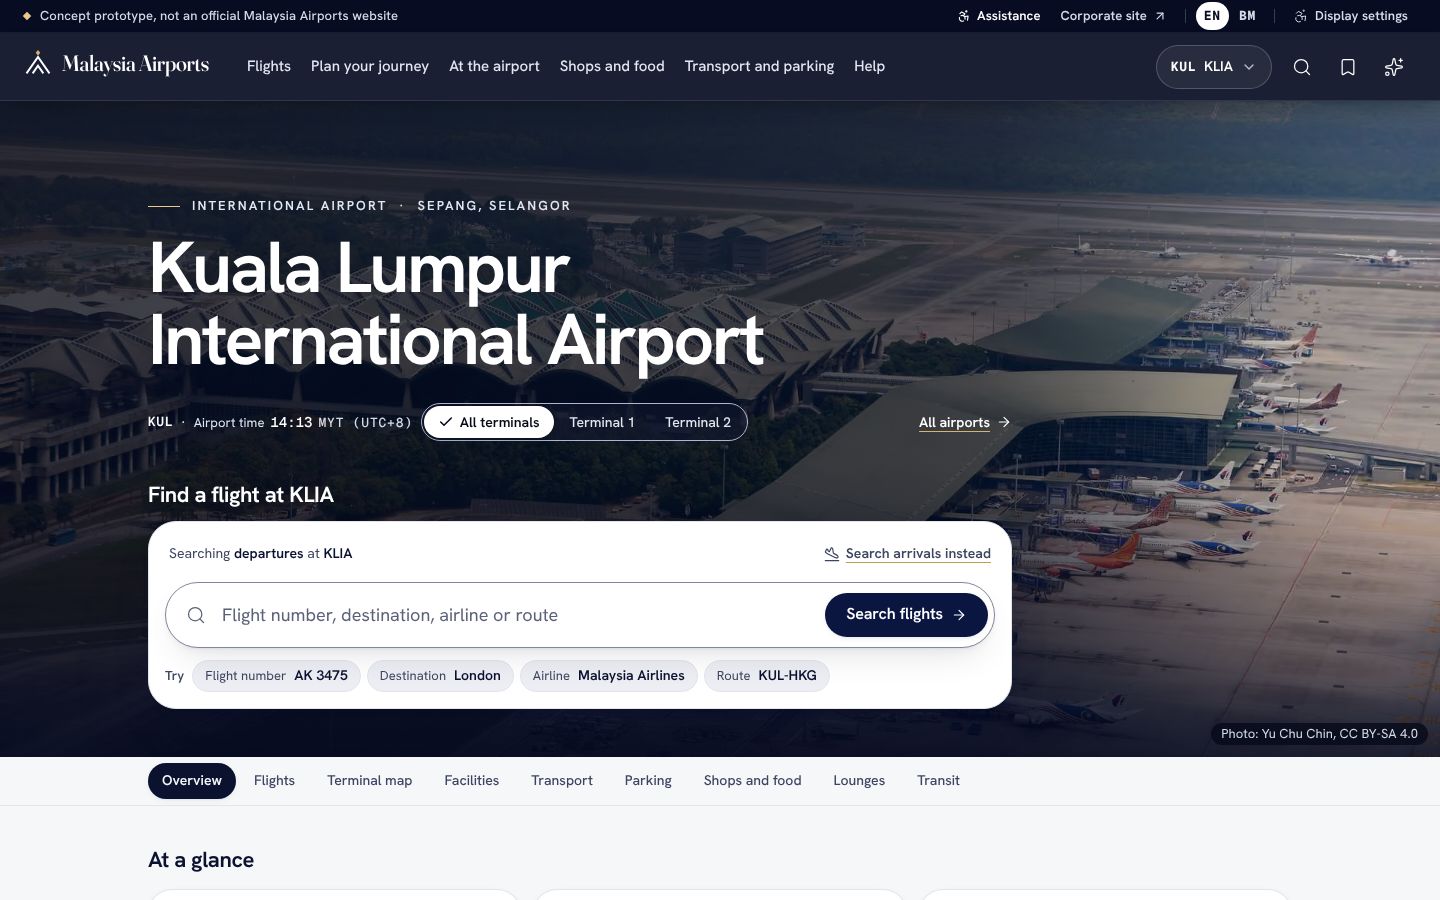 Concept prototype, not an official Malaysia Airports website
Assistance
Corporate site
EN
BM
Display settings
Malaysia Airports
Flights
Plan your journey
At the airport
Shops and food
Transport and parking
Help
KUL KLIA
INTERNATIONAL AIRPORT · SEPANG, SELANGOR
Kuala Lumpur
International Airport
KUL · Airport time 14:13 MYT (UTC+8)
All terminals
Terminal 1
Terminal 2
All airports
Find a flight at KLIA
Searching departures at KLIA
Search arrivals instead
Flight number, destination, airline or route
Search flights
Try
Flight number AK 3475
Destination London
Airline Malaysia Airlines
Route KUL-HKG
Photo: Yu Chu Chin, CC BY-SA 4.0
Overview
Flights
Terminal map
Facilities
Transport
Parking
Shops and food
Lounges
Transit
At a glance